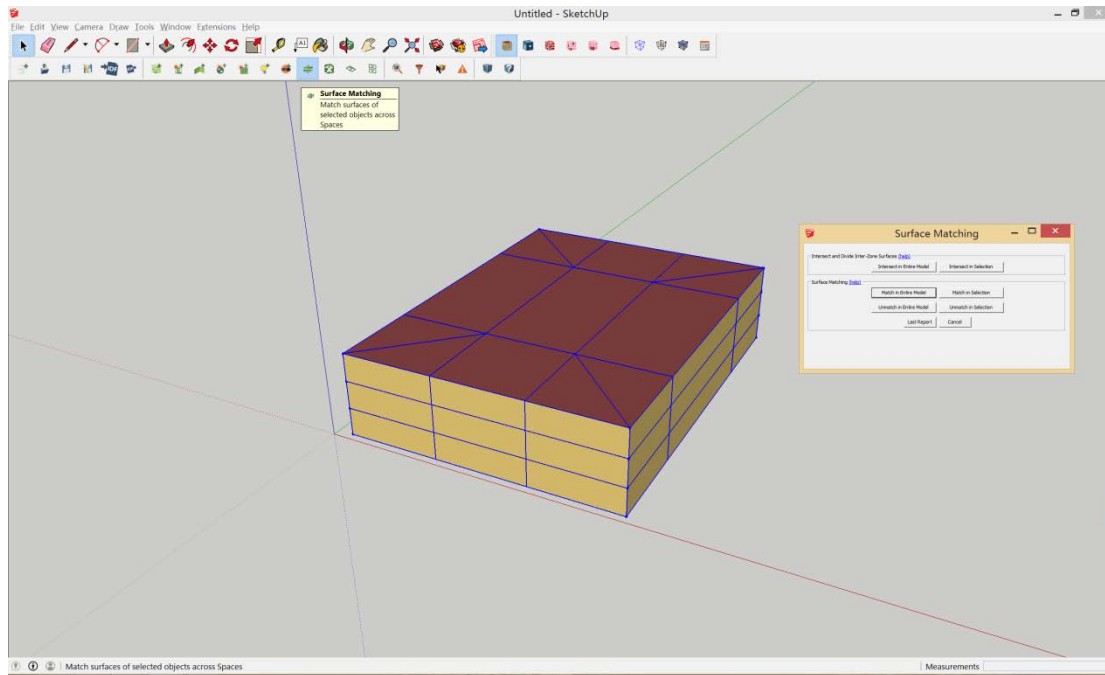 Untitled - SketchUp
File Edit View Camera Draw Tools Window Extensions Help
Surface Matching
Match surfaces of
selected objects across
Spaces
Surface Matching
Intersect and Divide Inter-Zone Surfaces (help)
Intersect in Entire Model Intersect in Selection
Surface Matching (help)
Match in Entire Model Match in Selection
Unmatch in Entire Model Unmatch in Selection
Last Report Cancel
Match surfaces of selected objects across Spaces
Measurements